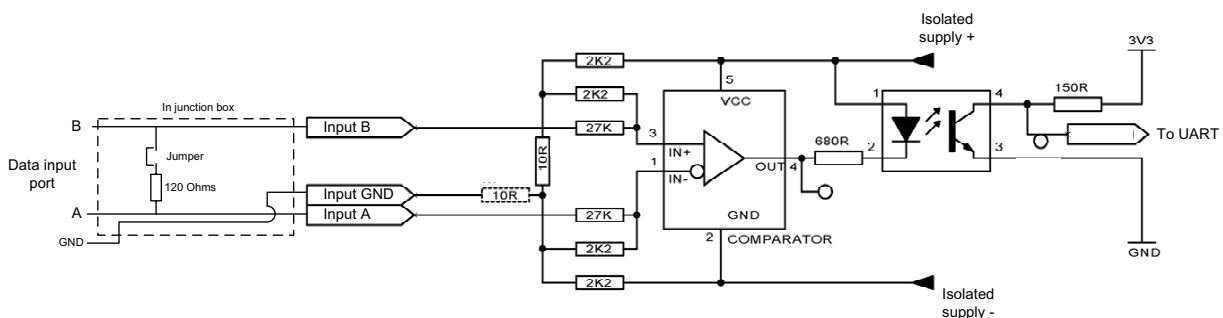 Isolated
supply +
3V3
2K2
5
VCC
2K2
1
4
150R
In junction box
B
Input B
27K
3
IN+
680R
2
3
To UART
Data input
port
Jumper
10R
1
IN-
OUT
4
120 Ohms
Input GND
10R
A
Input A
27K
GND
GND
2K2
2
COMPARATOR
GND
2K2
Isolated
supply -